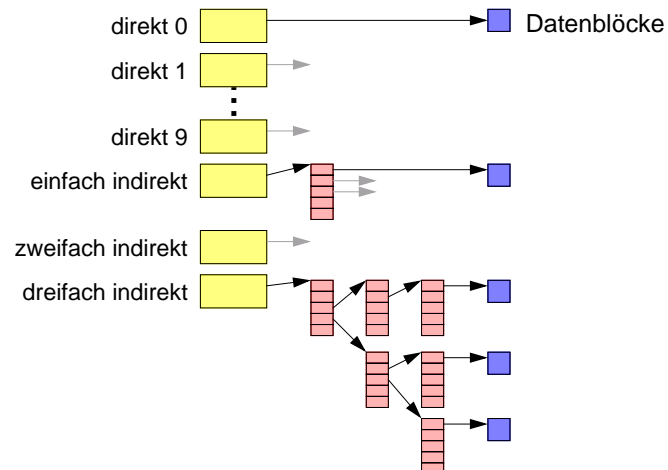 direkt 0
Datenblöcke
direkt 1
direkt 9
einfach indirekt
zweifach indirekt
dreifach indirekt